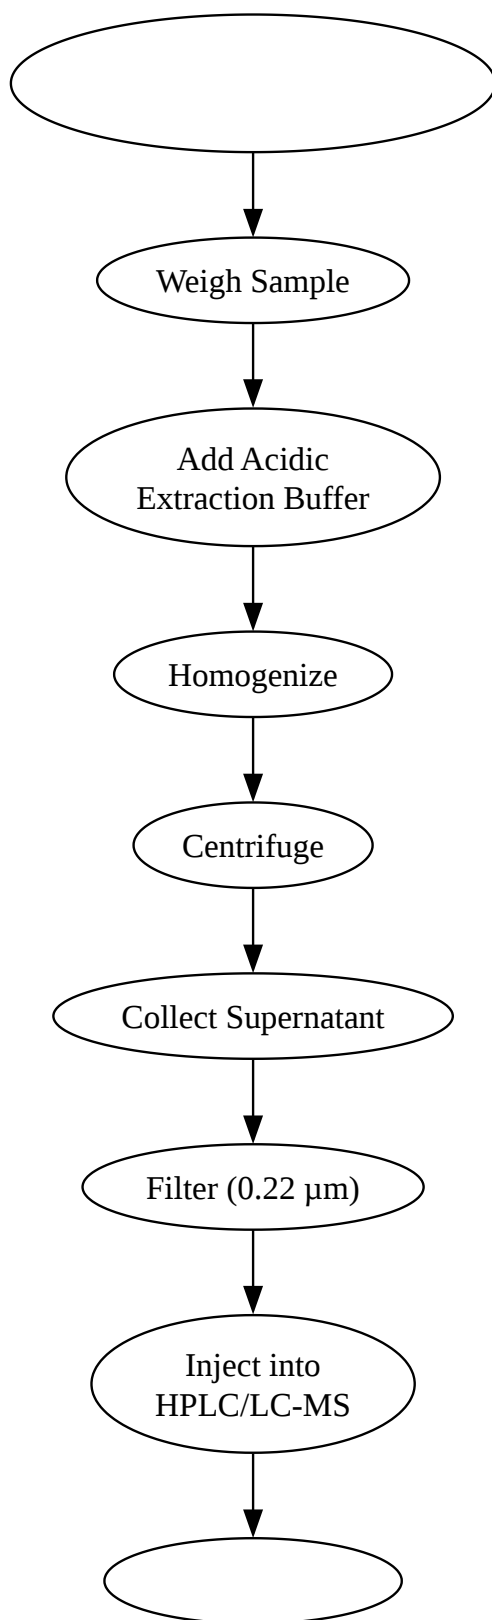 Weigh Sample
Add Acidic
Extraction Buffer
Homogenize
Centrifuge
Collect Supernatant
Filter (0.22 µm)
Inject into
HPLC/LC-MS